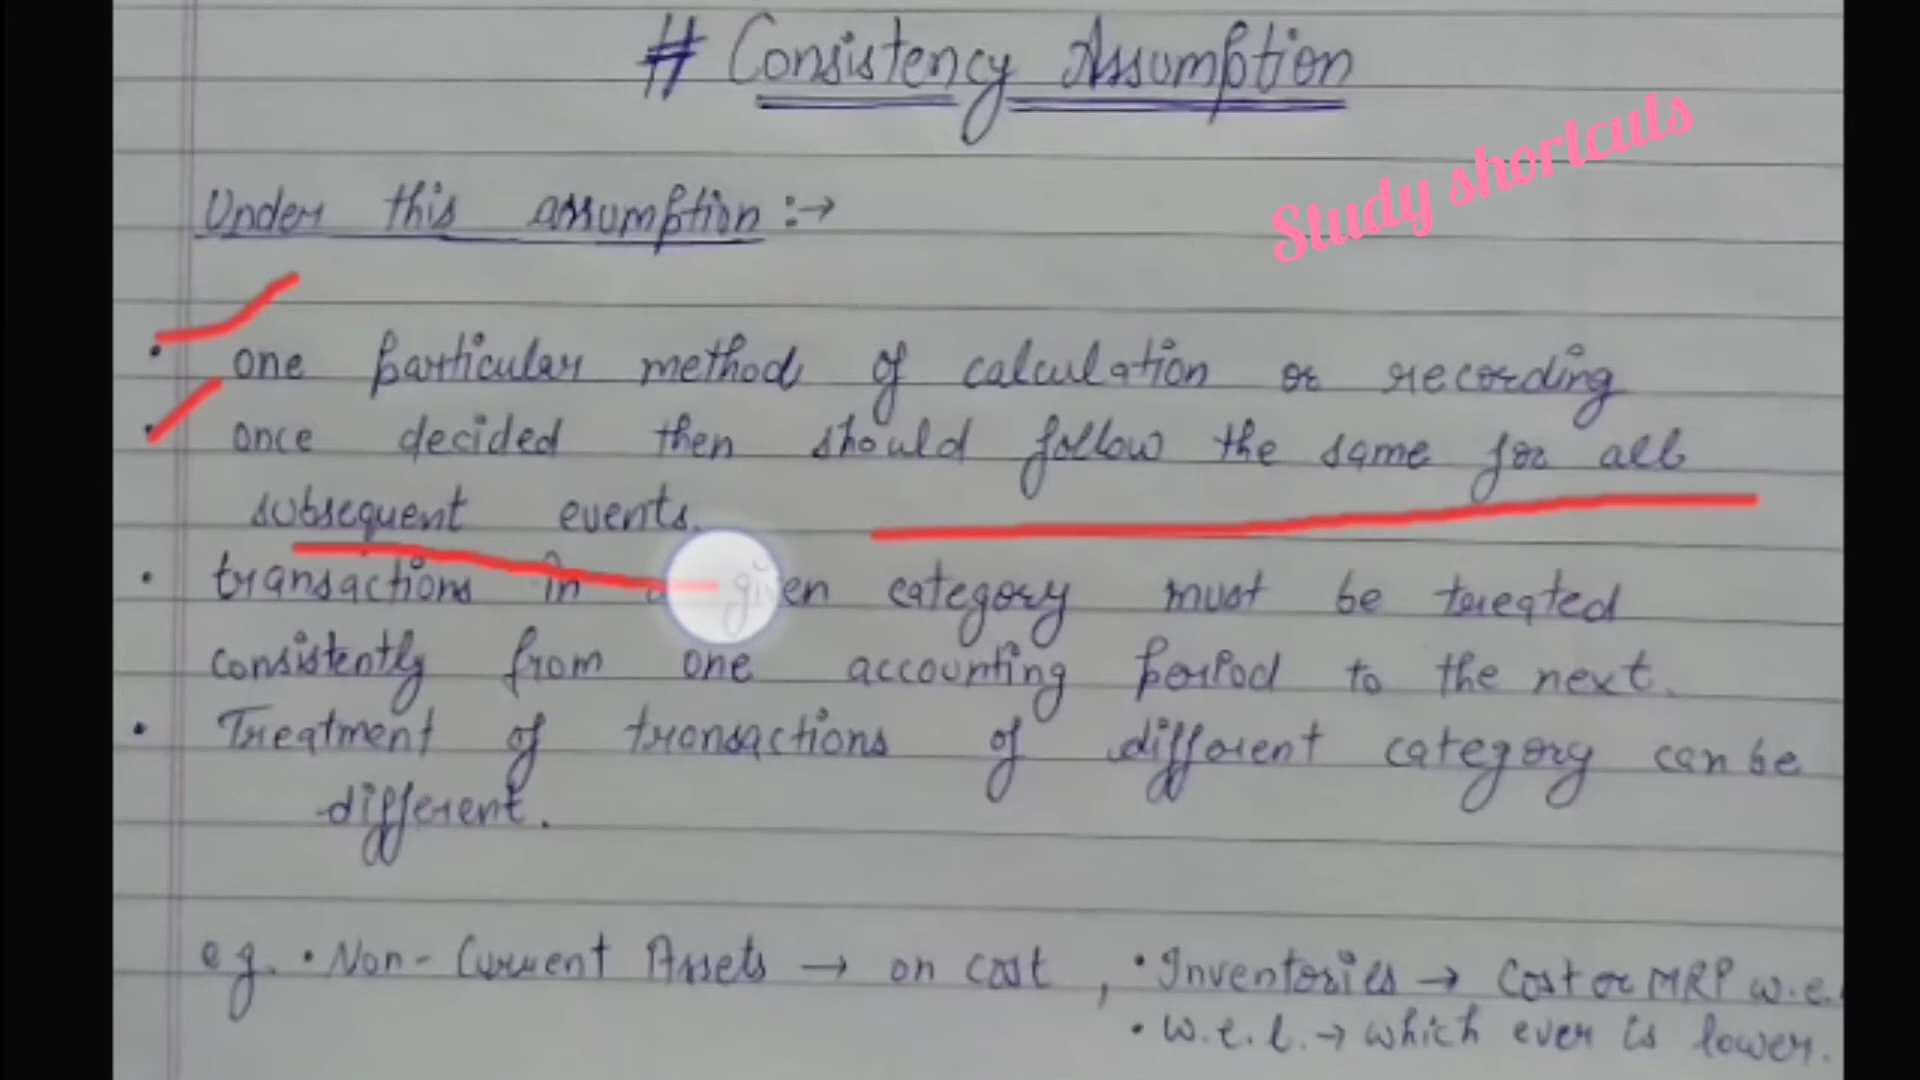 # Consistency Assumption
Study shortcuts
Under this assumption :→
• one particular method of calculation or recording
• once decided then should follow the same for all
subsequent events.
• transactions in a given category must be treated
consistently from one accounting period to the next.
• Treatment of transactions of different category can be
different.
e.g. • Non-Current Assets → on cost , • Inventories → Cost or MRP w.e.
• w.e.l. → which ever is lower.